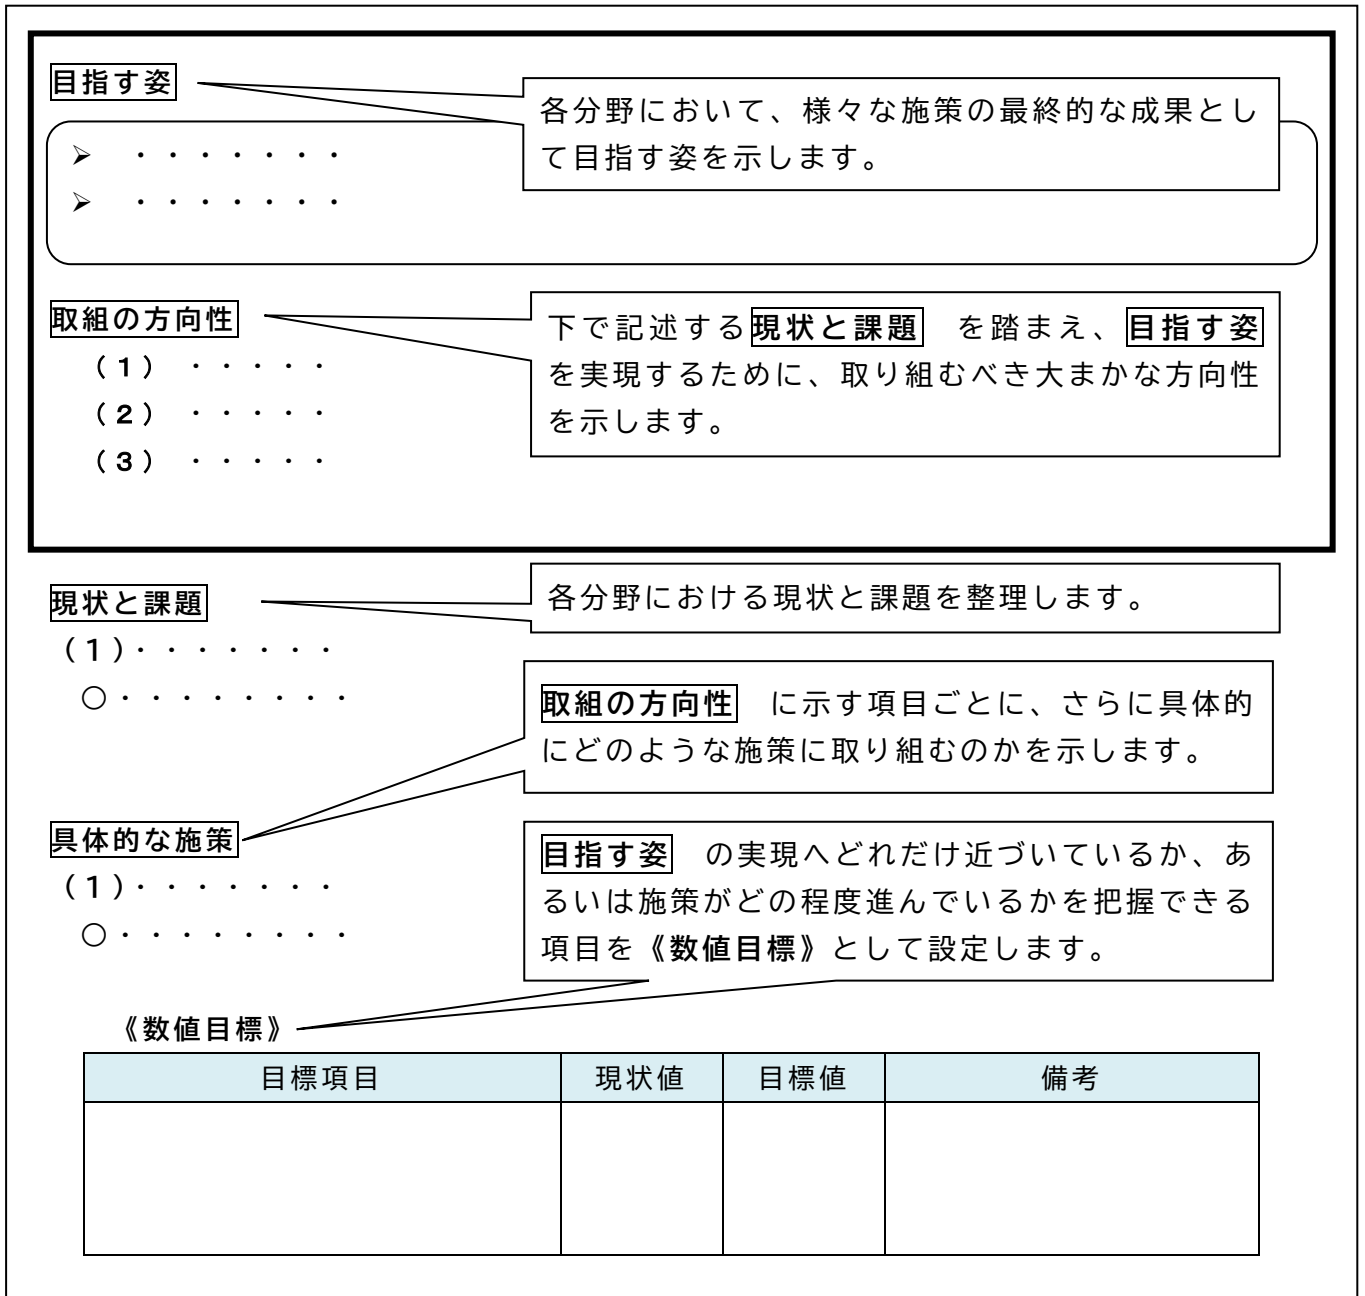 目指す姿
各分野において、様々な施策の最終的な成果とし
て目指す姿を示します。
➢ ・・・・・・・
➢ ・・・・・・・
取組の方向性
下で記述する現状と課題　を踏まえ、目指す姿
を実現するために、取り組むべき大まかな方向性
を示します。
（１）・・・・・
（２）・・・・・
（３）・・・・・
現状と課題
各分野における現状と課題を整理します。
（１）・・・・・・・
○・・・・・・・・
取組の方向性　に示す項目ごとに、さらに具体的
にどのような施策に取り組むのかを示します。
具体的な施策
（１）・・・・・・・
○・・・・・・・・
目指す姿　の実現へどれだけ近づいているか、あ
るいは施策がどの程度進んでいるかを把握できる
項目を《数値目標》として設定します。
《数値目標》
目標項目　現状値　目標値　備考